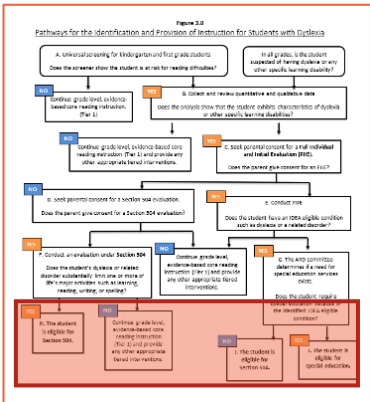 Figure 3.8
Pathways for the Identification and Provision of Instruction for Students with Dyslexia
A. Universal screening for kindergarten and first grade students.
Does the screener show the student is at risk for reading difficulties?
In all grades, is the student
suspected of having dyslexia or any
other specific learning disability?
NO
Continue grade level, evidence-
based core reading instruction.
(Tier 1)
YES
B. Collect and review quantitative and qualitative data
Does the analysis show that the student exhibits characteristics of dyslexia
or other specific learning disabilities?
NO
Continue grade level, evidence-based core
reading instruction (Tier 1) and provide any
other appropriate tiered interventions.
YES
C. Seek parental consent for a Full Individual
and Initial Evaluation (FIIE).
Does the parent give consent for an FIIE?
NO
D. Seek parental consent for a Section 504 evaluation.
Does the parent give consent for a Section 504 evaluation?
YES
E. Conduct FIIE
Does the student have an IDEA eligible condition
such as dyslexia or a related disorder?
YES
F. Conduct an evaluation under Section 504
Does the student's dyslexia or related
disorder substantially limit one or more of
life's major activities such as learning,
reading, writing, or spelling?
NO
Continue grade level,
evidence-based core reading
instruction (Tier 1) and provide
any other appropriate tiered
interventions.
YES
G. The ARD committee
determines the need for
special education services
exists.
Does the student require
special education because of
the identified IDEA eligible
condition?
YES
H. The student
is eligible for
Section 504.
NO
Continue grade level,
evidence-based core
reading instruction
(Tier 1) and provide
any other appropriate
tiered interventions.
NO
J. The student is
eligible for
Section 504.
YES
I. The student is
eligible for
special education.